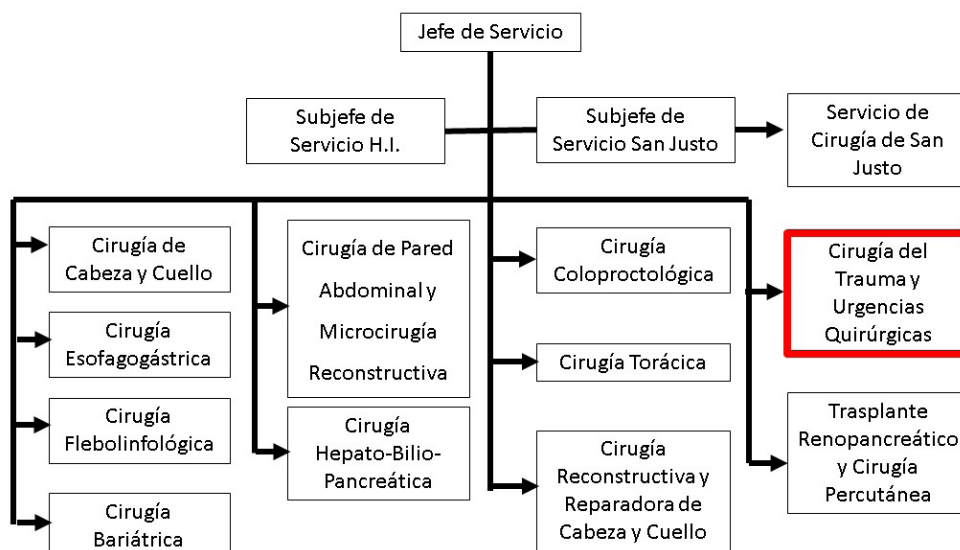 Jefe de Servicio
Subjefe de
Servicio H.I.
Subjefe de
Servicio San Justo
Servicio de
Cirugía de San
Justo
Cirugía de
Cabeza y Cuello
Cirugía
Esofagogástrica
Cirugía
Flebolinfológica
Cirugía
Bariátrica
Cirugía de Pared
Abdominal y
Microcirugía
Reconstructiva
Cirugía
Hepato-Bilio-
Pancreática
Cirugía
Coloproctológica
Cirugía Torácica
Cirugía
Reconstructiva y
Reparadora de
Cabeza y Cuello
Cirugía del
Trauma y
Urgencias
Quirúrgicas
Trasplante
Renopancreático
y Cirugía
Percutánea